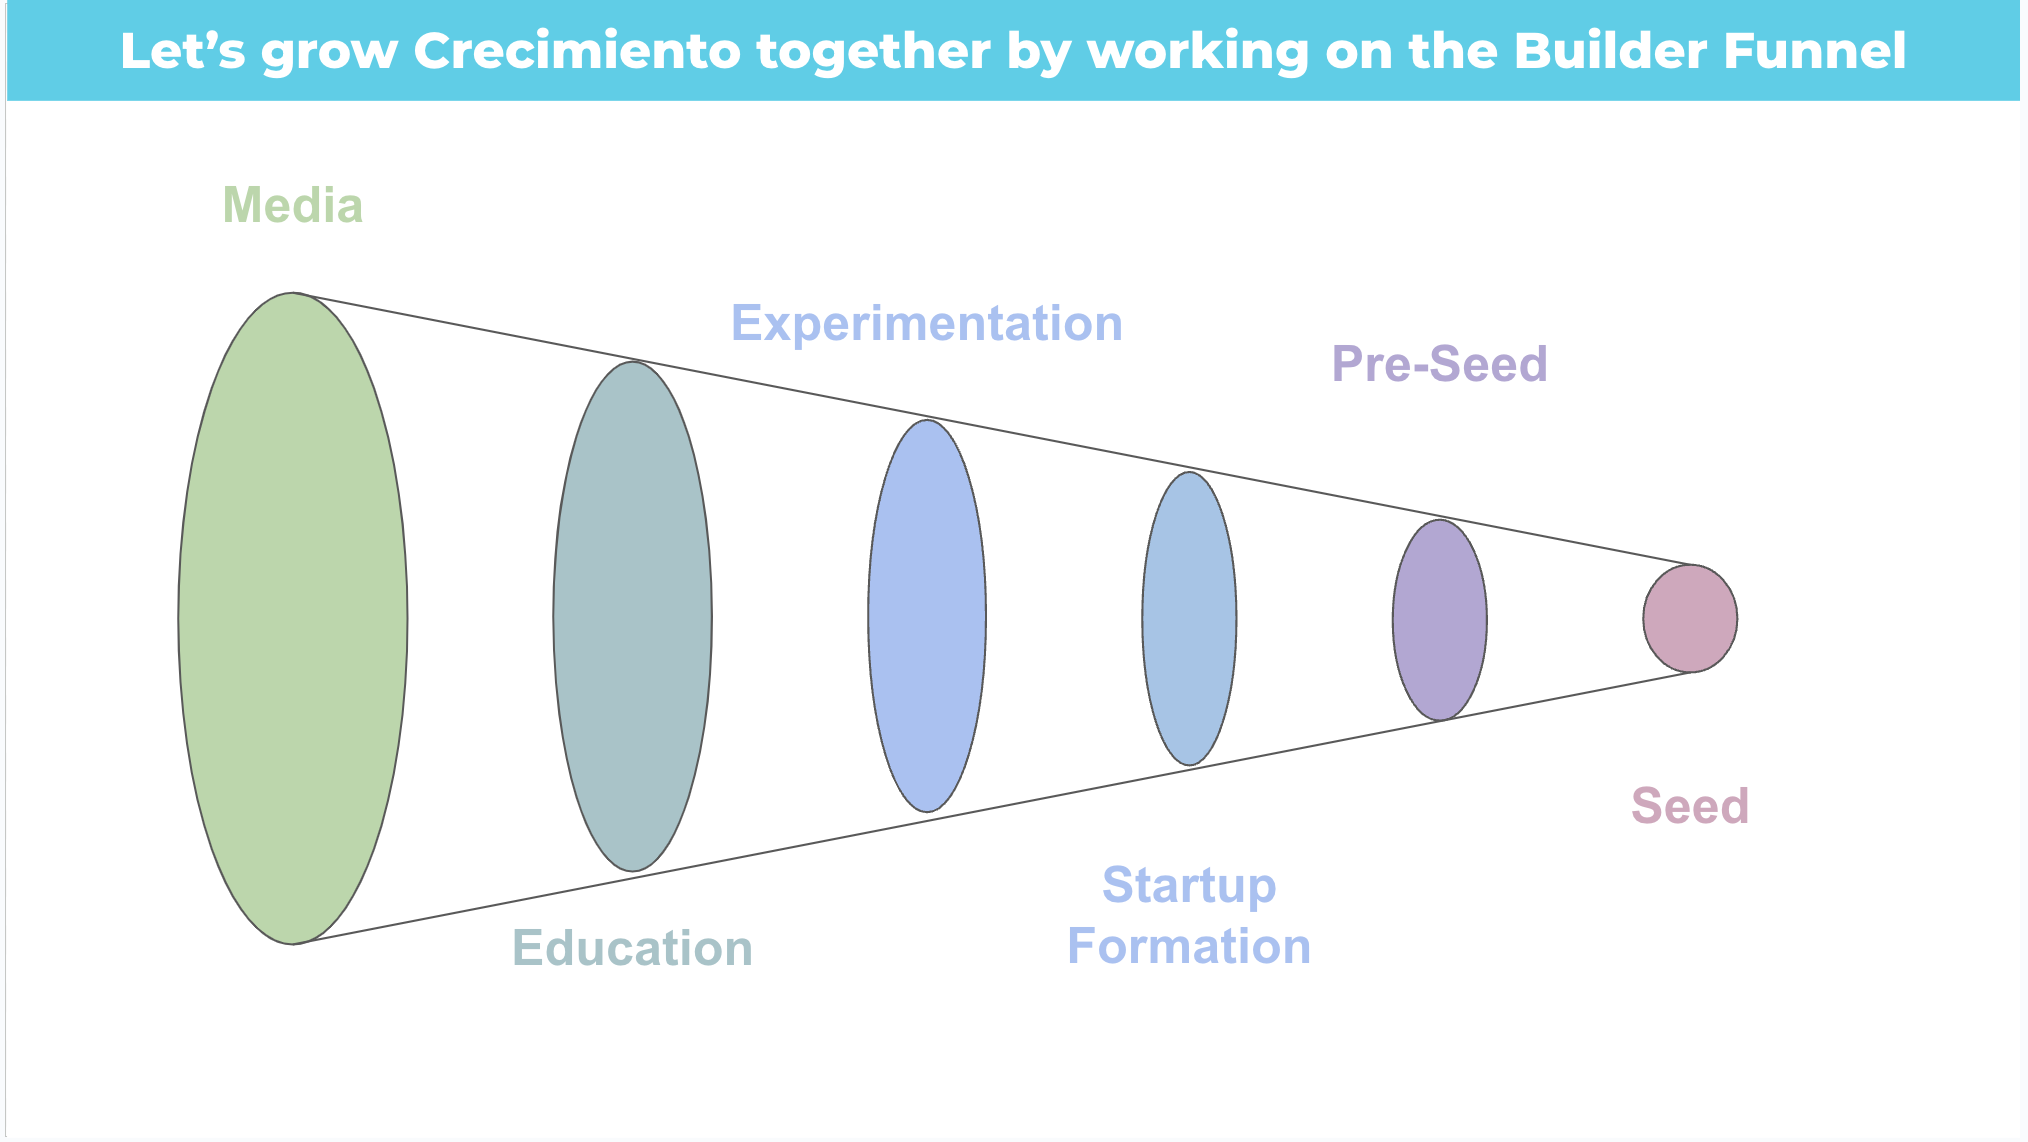 Let’s grow Crecimiento together by working on the Builder Funnel
Media
Experimentation
Pre-Seed
Seed
Startup
Formation
Education